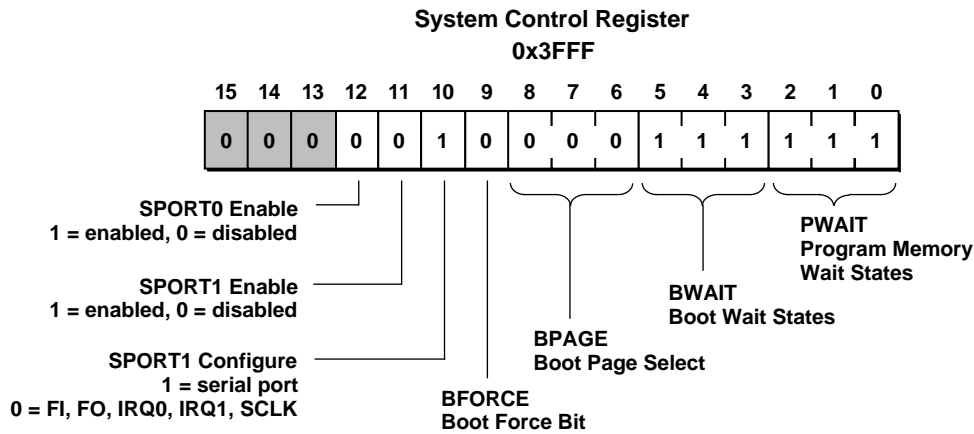 System Control Register
0x3FFF
15 14 13 12 11 10 9 8 7 6 5 4 3 2 1 0
0 0 0 0 0 1 0 0 0 0 1 1 1 1 1 1
SPORT0 Enable
1 = enabled, 0 = disabled
SPORT1 Enable
1 = enabled, 0 = disabled
SPORT1 Configure
1 = serial port
0 = FI, FO, IRQ0, IRQ1, SCLK
BFORCE
Boot Force Bit
BPAGE
Boot Page Select
BWAIT
Boot Wait States
PWAIT
Program Memory
Wait States